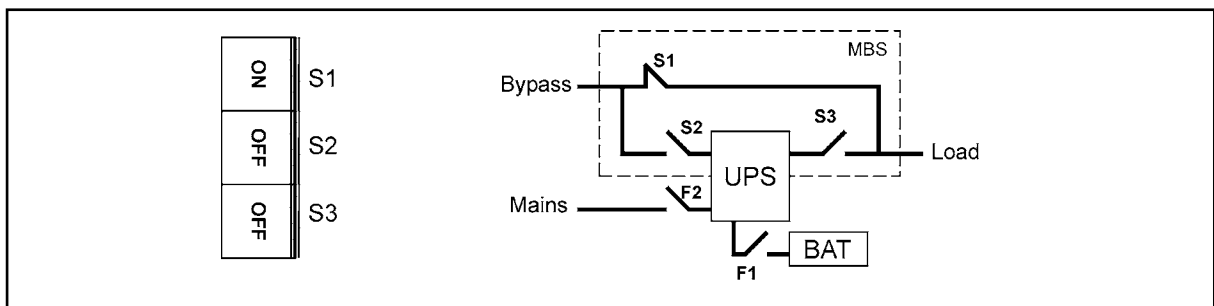 ON
S1
OFF
S2
OFF
S3
MBS
S1
Bypass
S2
S3
UPS
Load
F2
Mains
F1
BAT